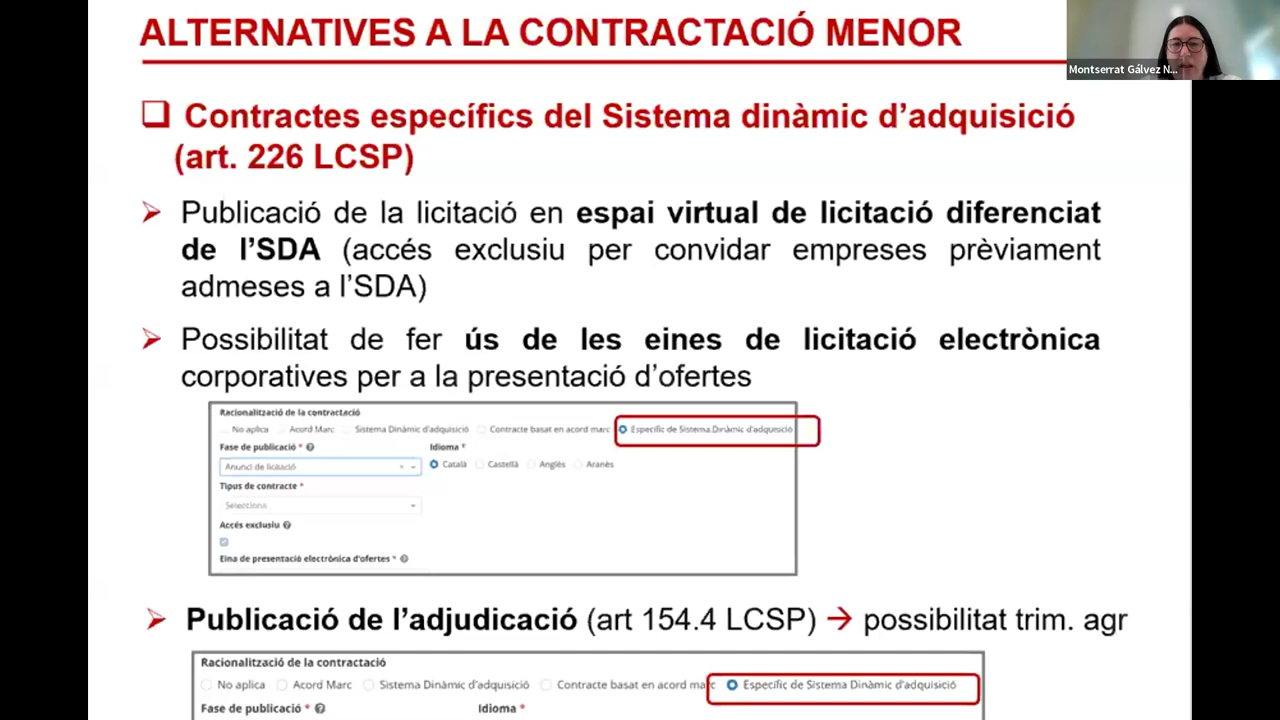 ALTERNATIVES A LA CONTRACTACIÓ MENOR
Montserrat Gálvez N...
Contractes específics del Sistema dinàmic d'adquisició
(art. 226 LCSP)
Publicació de la licitació en espai virtual de licitació diferenciat
de l'SDA (accés exclusiu per convidar empreses prèviament
admeses a l'SDA)
Possibilitat de fer ús de les eines de licitació electrònica
corporatives per a la presentació d'ofertes
Racionalització de la contractació
No aplica Acord Marc Sistema Dinàmic d'adquisició Contracte basat en acord marc Específic de Sistema Dinàmic d'adquisició
Fase de publicació * Idioma *
Anunci de licitació Català Castellà Anglès Aranès
Tipus de contracte *
Selecciona
Accés exclusiu
Eina de presentació electrònica d'ofertes *
Publicació de l'adjudicació (art 154.4 LCSP) → possibilitat trim. agr
Racionalització de la contractació
No aplica Acord Marc Sistema Dinàmic d'adquisició Contracte basat en acord marc Específic de Sistema Dinàmic d'adquisició
Fase de publicació * Idioma *